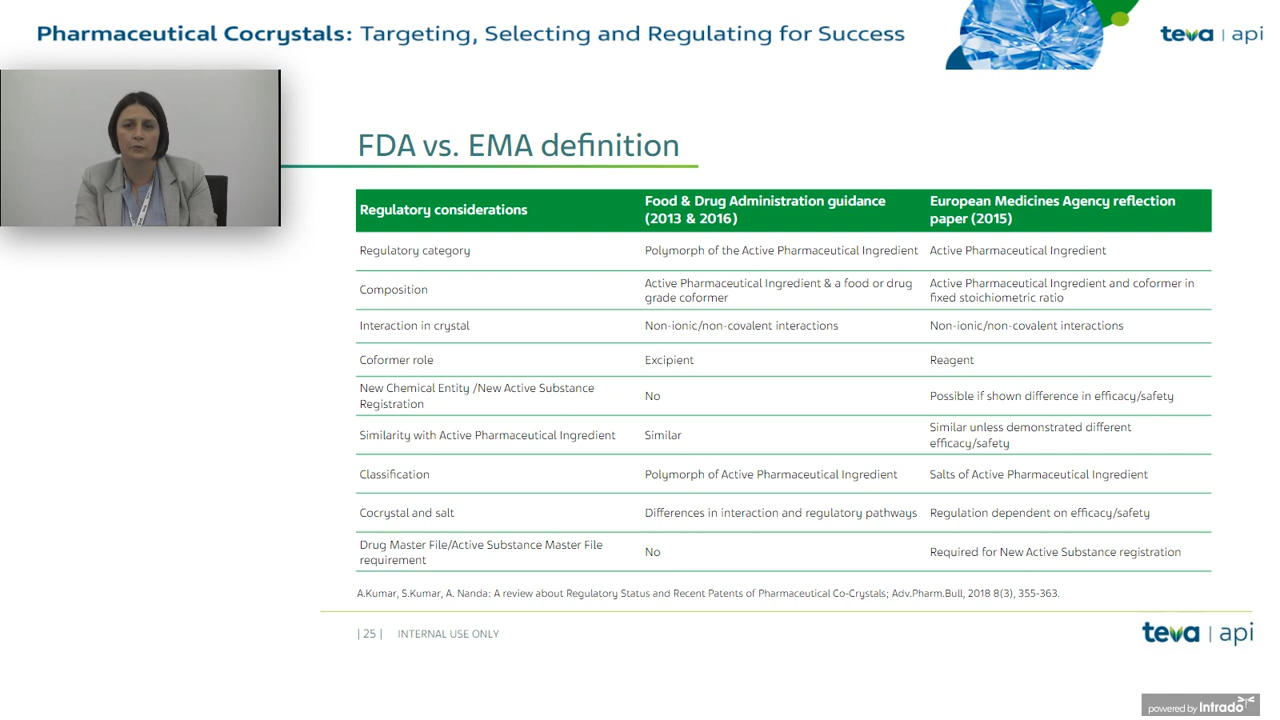 Pharmaceutical Cocrystals: Targeting, Selecting and Regulating for Success
teva | api
FDA vs. EMA definition
Regulatory considerations
Food & Drug Administration guidance
(2013 & 2016)
European Medicines Agency reflection
paper (2015)
Regulatory category
Polymorph of the Active Pharmaceutical Ingredient
Active Pharmaceutical Ingredient
Composition
Active Pharmaceutical Ingredient & a food or drug
grade coformer
Active Pharmaceutical Ingredient and coformer in
fixed stoichiometric ratio
Interaction in crystal
Non-ionic/non-covalent interactions
Non-ionic/non-covalent interactions
Coformer role
Excipient
Reagent
New Chemical Entity /New Active Substance
Registration
No
Possible if shown difference in efficacy/safety
Similarity with Active Pharmaceutical Ingredient
Similar
Similar unless demonstrated different
efficacy/safety
Classification
Polymorph of Active Pharmaceutical Ingredient
Salts of Active Pharmaceutical Ingredient
Cocrystal and salt
Differences in interaction and regulatory pathways
Regulation dependent on efficacy/safety
Drug Master File/Active Substance Master File
requirement
No
Required for New Active Substance registration
A.Kumar, S.Kumar, A. Nanda: A review about Regulatory Status and Recent Patents of Pharmaceutical Co-Crystals; Adv.Pharm.Bull, 2018 8(3), 355-363.
| 25 | INTERNAL USE ONLY
teva | api
powered by Intrado